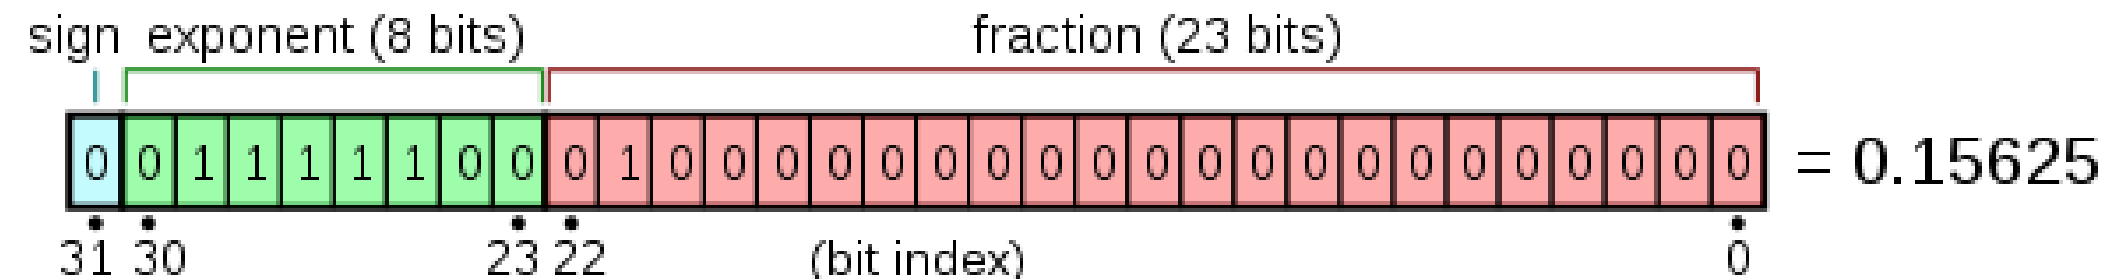 sign exponent (8 bits) fraction (23 bits)
0 0 1 1 1 1 1 0 0 0 1 0 0 0 0 0 0 0 0 0 0 0 0 0 0 0 0 0 0 0 0 0 = 0.15625
31 30 23 22 (bit index) 0